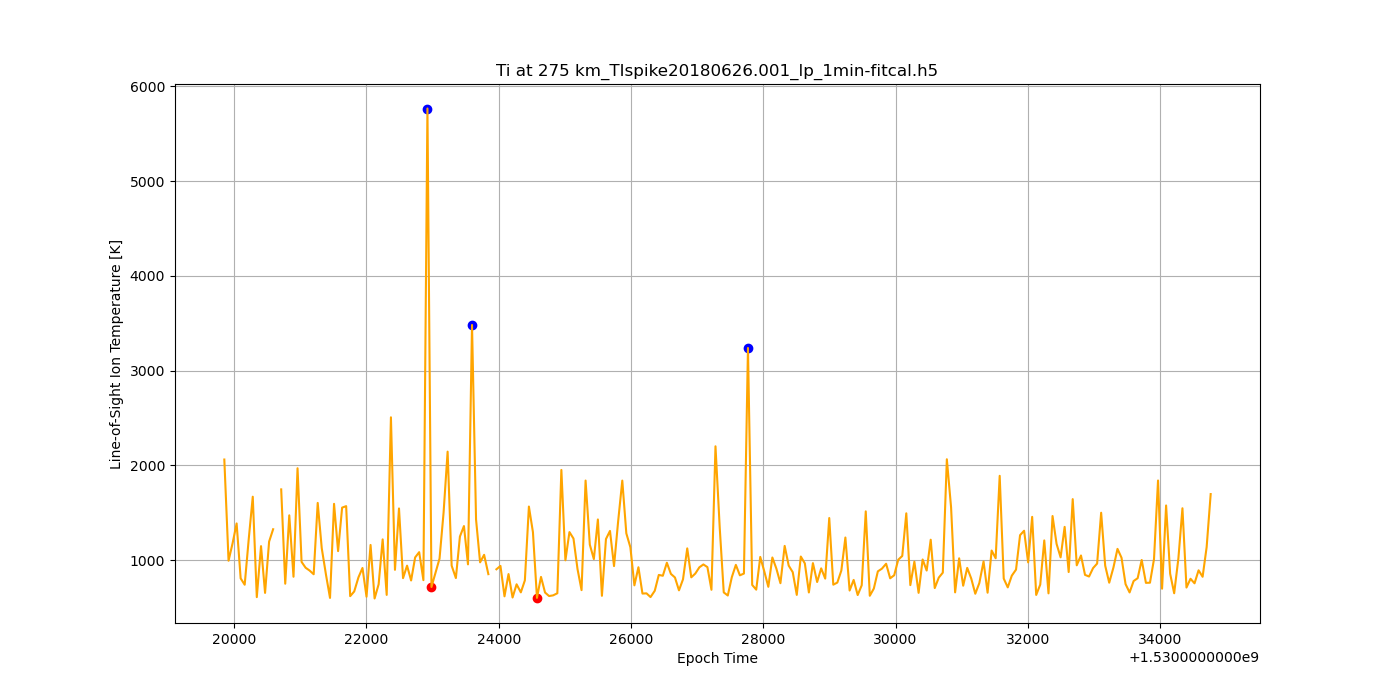 Ti at 275 km_TIspike20180626.001_lp_1min-fitcal.h5
Line-of-Sight Ion Temperature [K]
6000
5000
4000
3000
2000
1000
20000 22000 24000 26000 28000 30000 32000 34000
Epoch Time
+1.5300000000e9